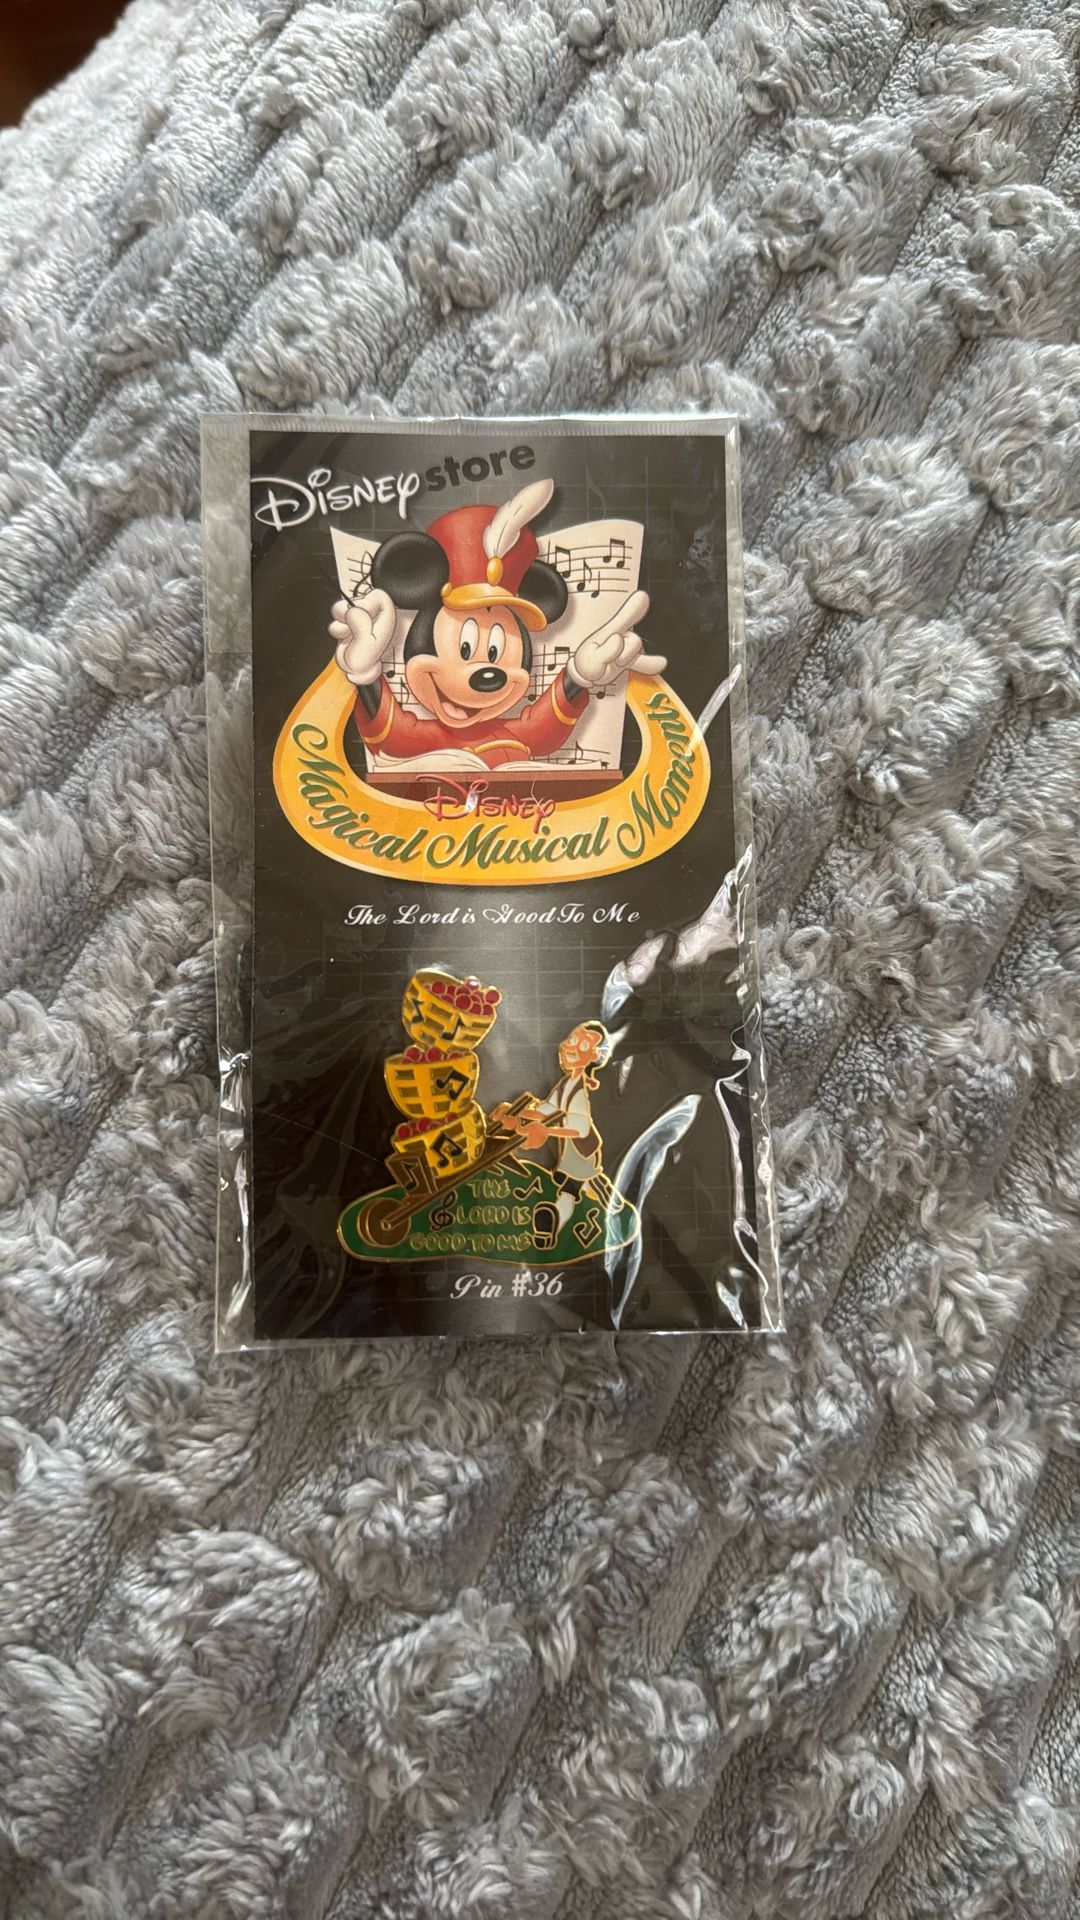 Disney store
Disney
Magical Musical Moments
The Lord is Good To Me
THE
LORD IS
GOOD TO ME
Pin #36